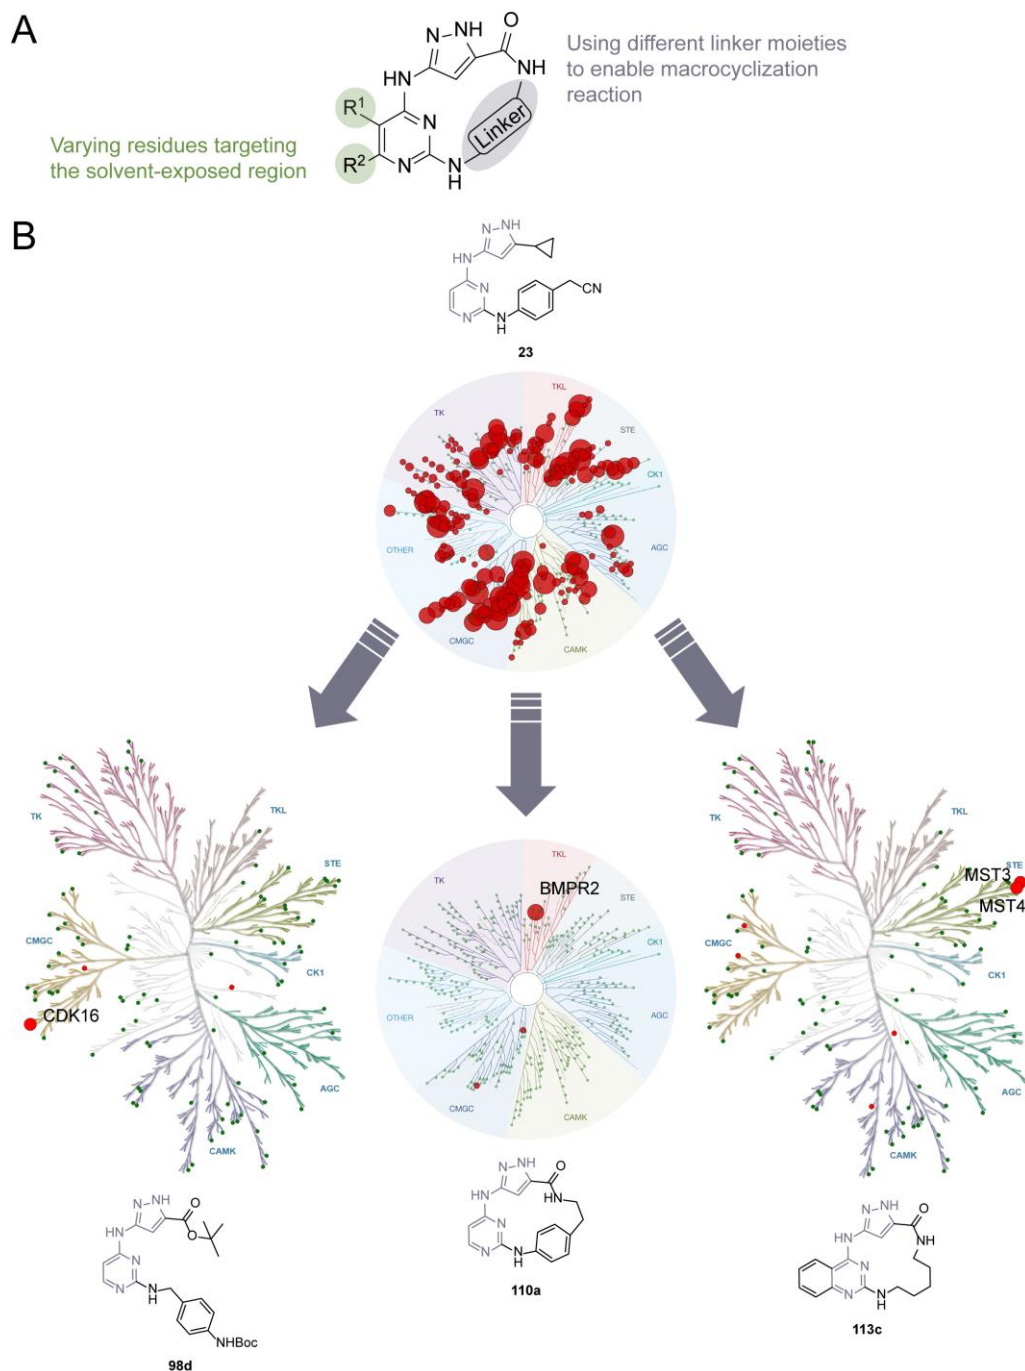 A
N NH O
NH
Using different linker moieties
to enable macrocyclization
reaction
HN
R¹
N
Linker
R²
N N
H
Varying residues targeting
the solvent-exposed region
B
N NH
HN
N
CN
N N
H
23
TKL
TK
STE
CK1
OTHER
AGC
CMGC
CAMK
TK
TKL
STE
CMGC
CDK16
CK1
AGC
CAMK
TKL
TK
BMPR2
STE
CK1
OTHER
AGC
CMGC
CAMK
TK
TKL
STE
MST3
MST4
CMGC
CK1
AGC
CAMK
N NH
O
HN
O
N
N N
H
NHBoc
98d
N NH
O
HN
HN
N
N NH
110a
N NH
O
HN
NH
N
N N
H
113c